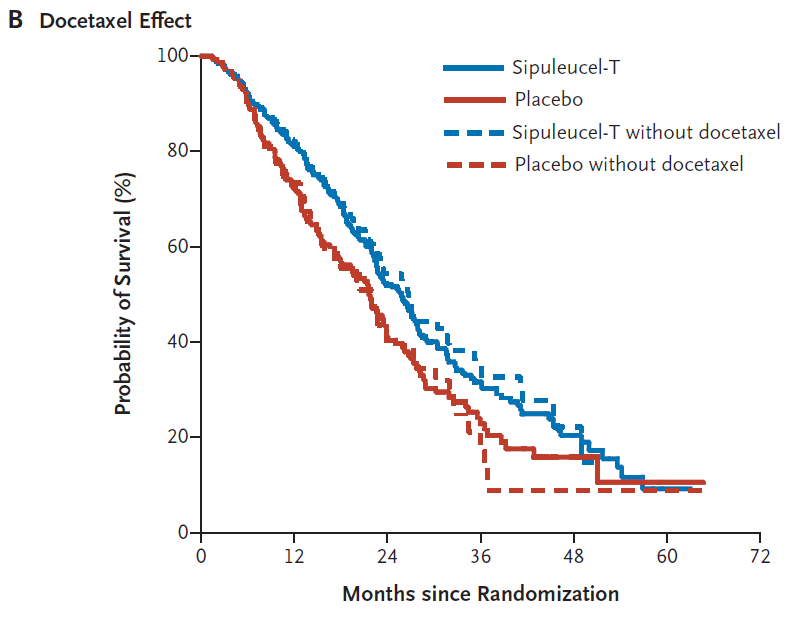 B Docetaxel Effect
100
80
60
40
20
0
Probability of Survival (%)
Sipuleucel-T
Placebo
Sipuleucel-T without docetaxel
Placebo without docetaxel
0 12 24 36 48 60 72
Months since Randomization